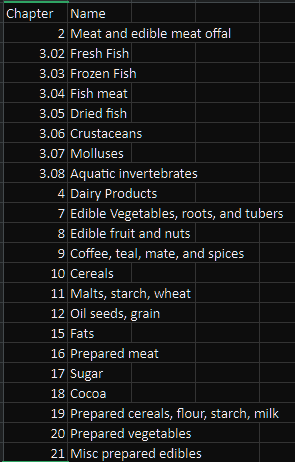 Chapter Name
2 Meat and edible meat offal
3.02 Fresh Fish
3.03 Frozen Fish
3.04 Fish meat
3.05 Dried fish
3.06 Crustaceans
3.07 Molluses
3.08 Aquatic invertebrates
4 Dairy Products
7 Edible Vegetables, roots, and tubers
8 Edible fruit and nuts
9 Coffee, teal, mate, and spices
10 Cereals
11 Malts, starch, wheat
12 Oil seeds, grain
15 Fats
16 Prepared meat
17 Sugar
18 Cocoa
19 Prepared cereals, flour, starch, milk
20 Prepared vegetables
21 Misc prepared edibles